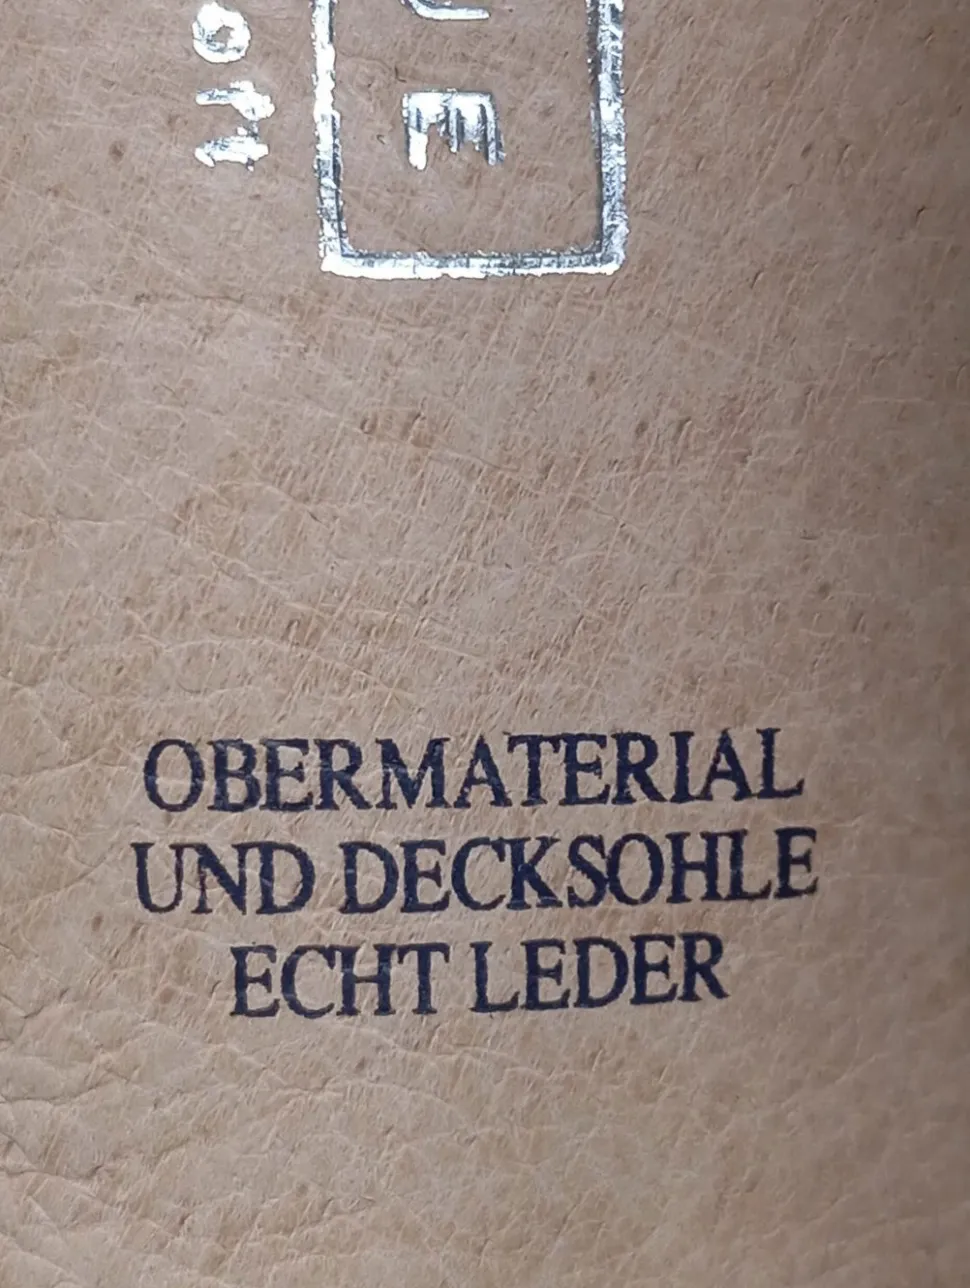 OBERMATERIAL
UND DECKSOHLE
ECHT LEDER